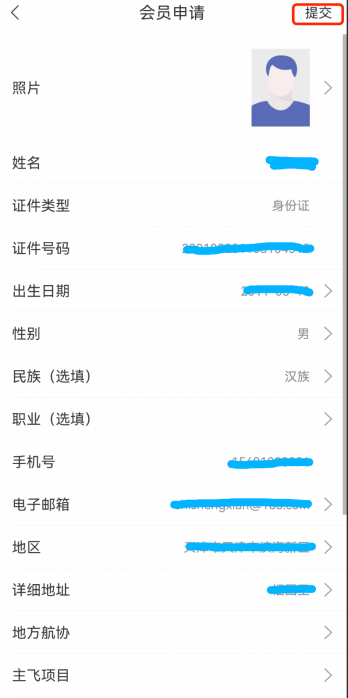 会员申请
提交
照片
姓名
证件类型 身份证
证件号码
出生日期
性别 男
民族（选填） 汉族
职业（选填）
手机号
电子邮箱
地区
详细地址
地方航协
主飞项目